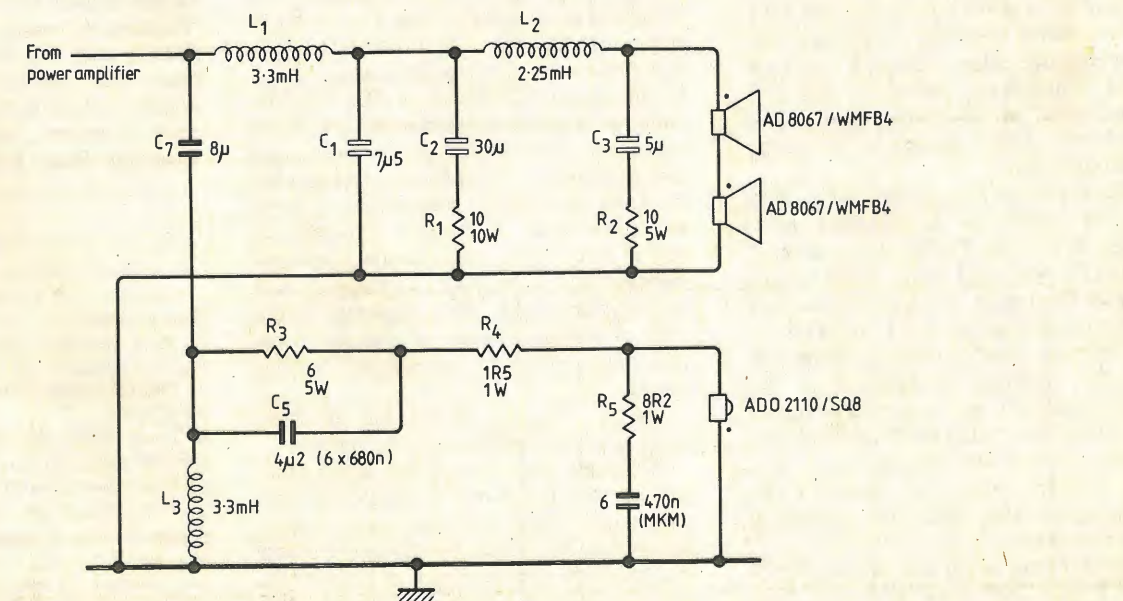 L1
3·3mH
L2
2·25mH
From
power amplifier
C7 8μ
C1 7μ5
C2 30μ
C3 5μ
R1 10
10W
R2 10
5W
AD 8067/WMFB4
AD 8067/WMFB4
R3
6
5W
C5
4μ2 (6 x 680n)
R4
1R5
1W
R5 8R2
1W
ADO 2110/SQ8
L3 3·3mH
6 470n
(MKM)